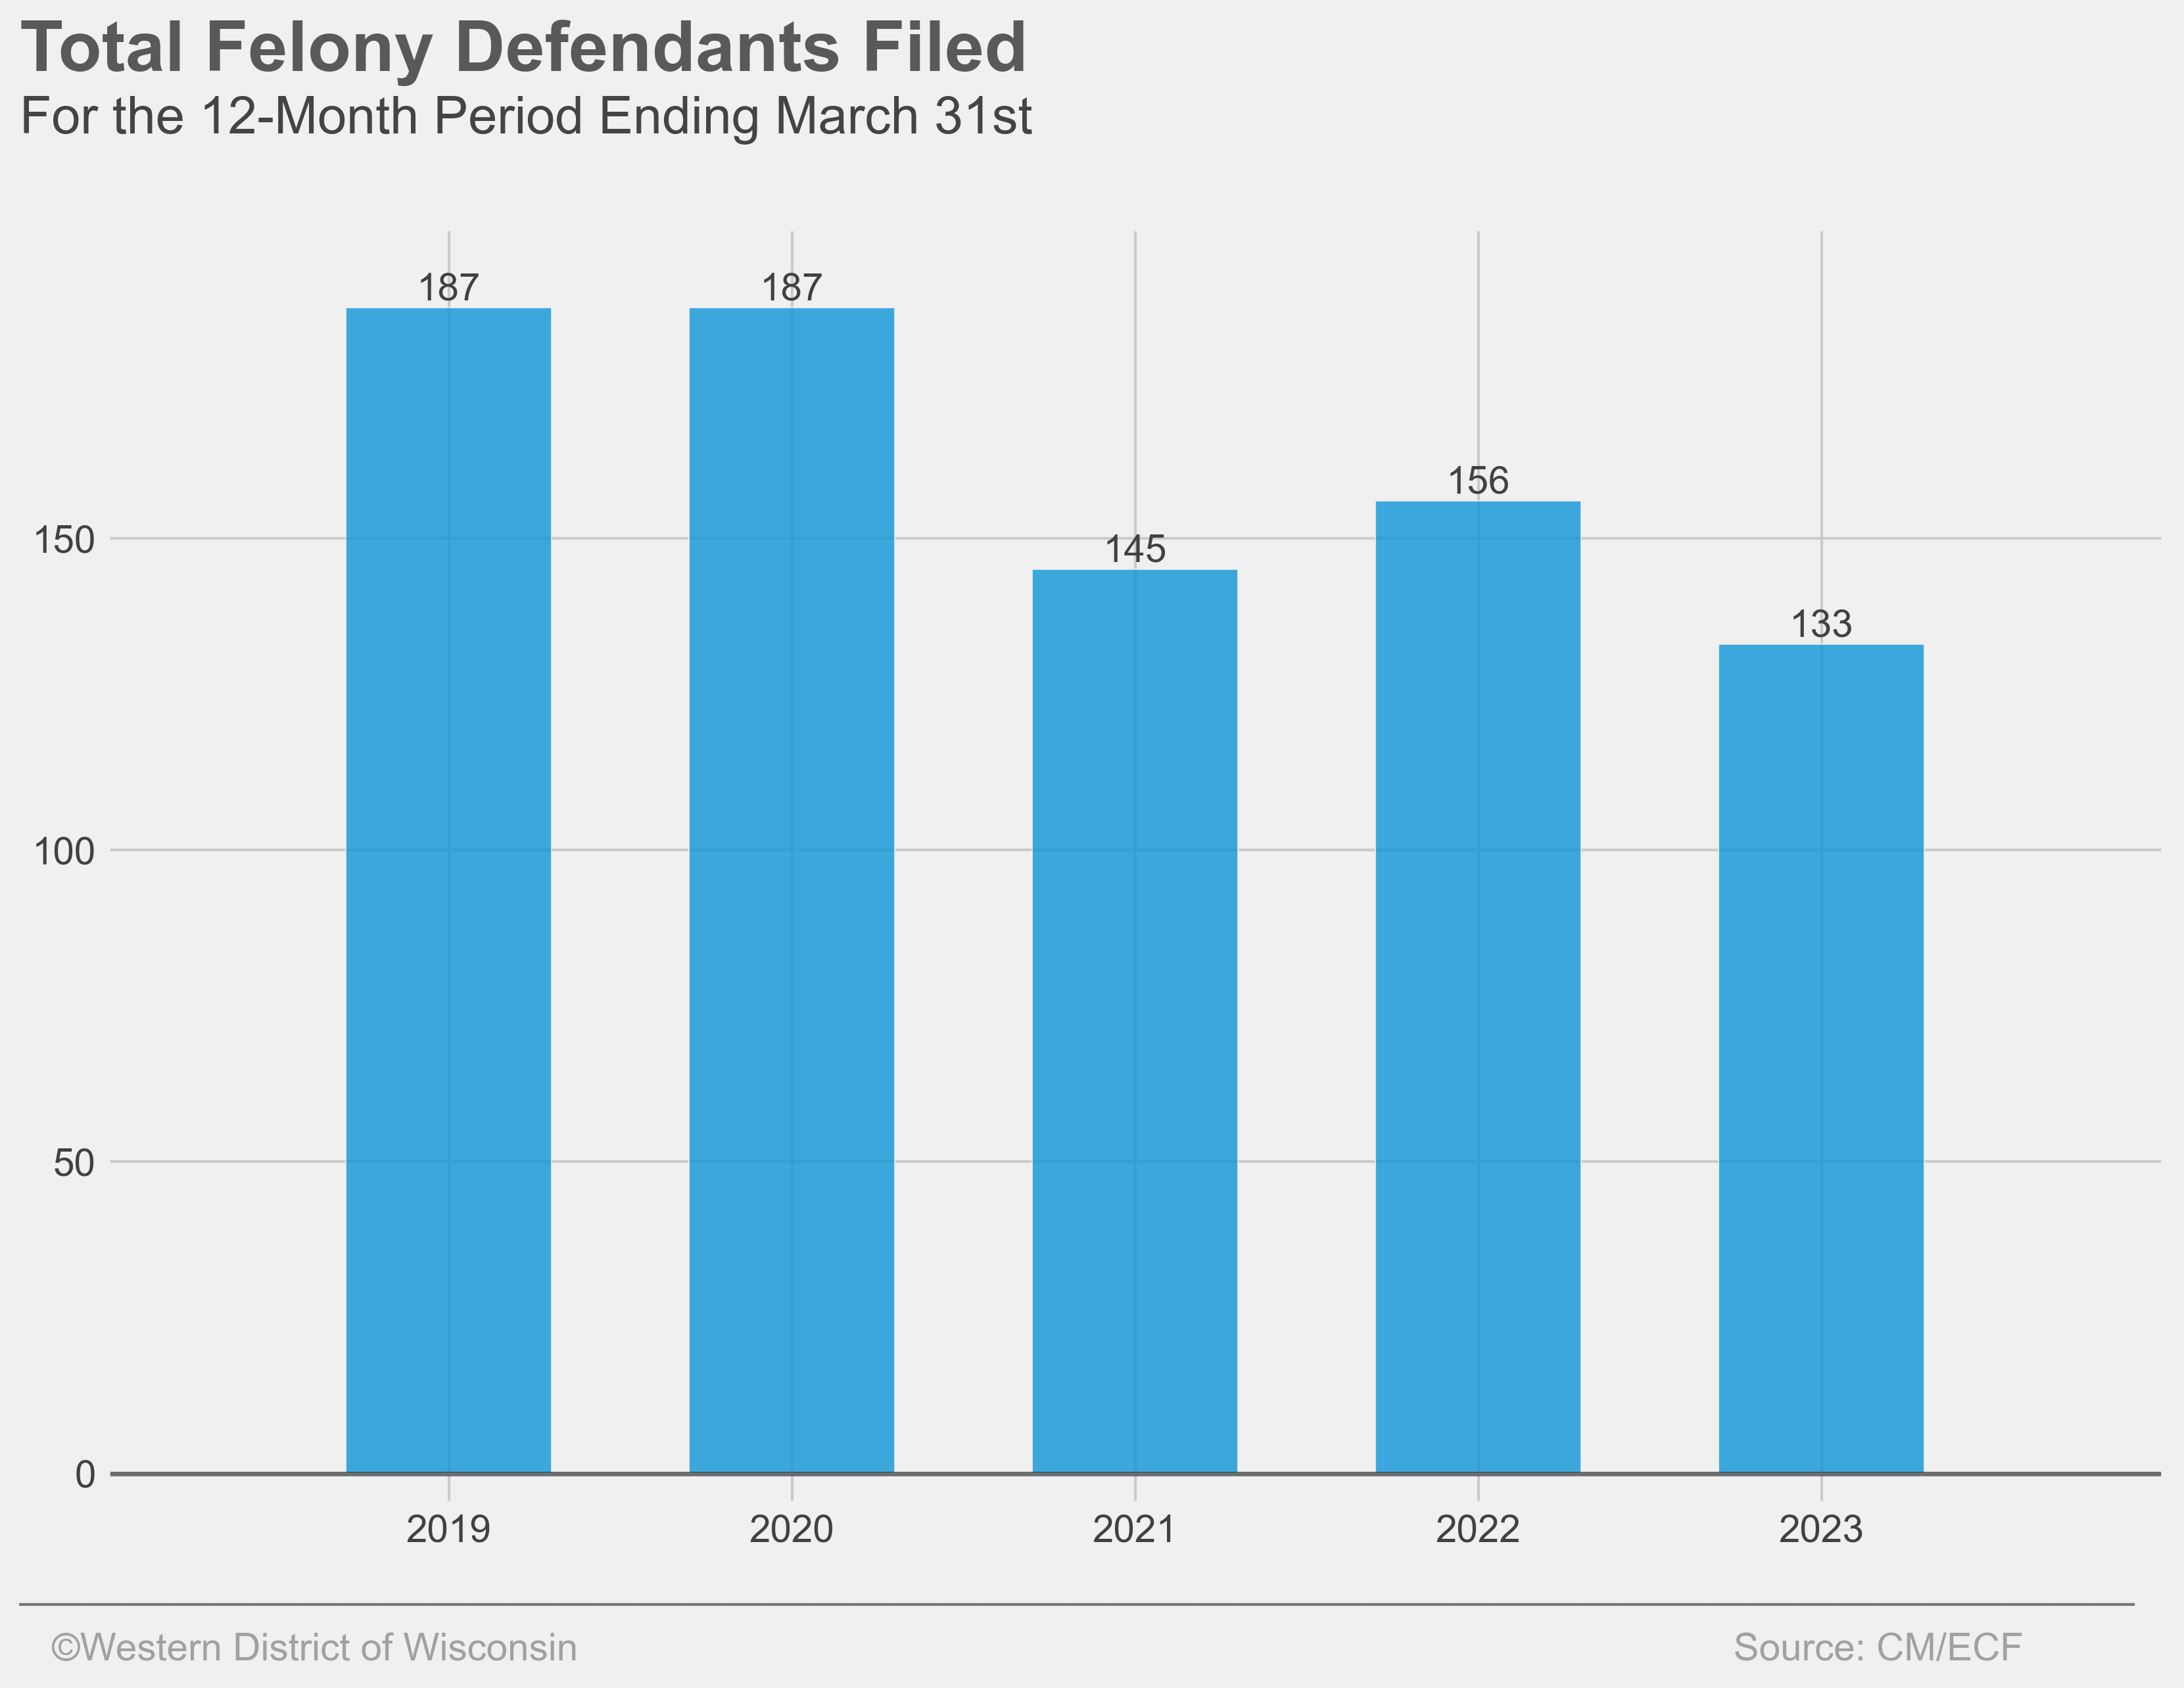 Total Felony Defendants Filed
For the 12-Month Period Ending March 31st
187
187
156
150
145
133
100
50
0
2019 2020 2021 2022 2023
©Western District of Wisconsin Source: CM/ECF